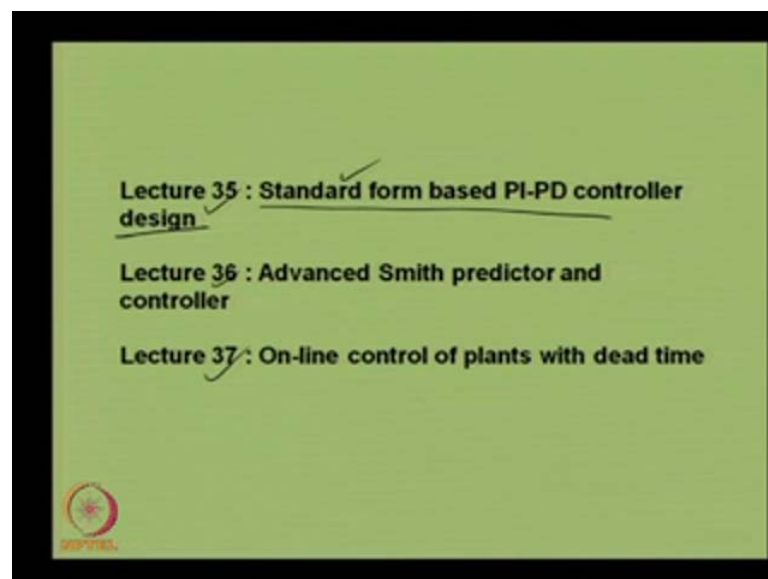 Lecture 35 : Standard form based PI-PD controller
design
Lecture 36 : Advanced Smith predictor and
controller
Lecture 37 : On-line control of plants with dead time
NPTEL